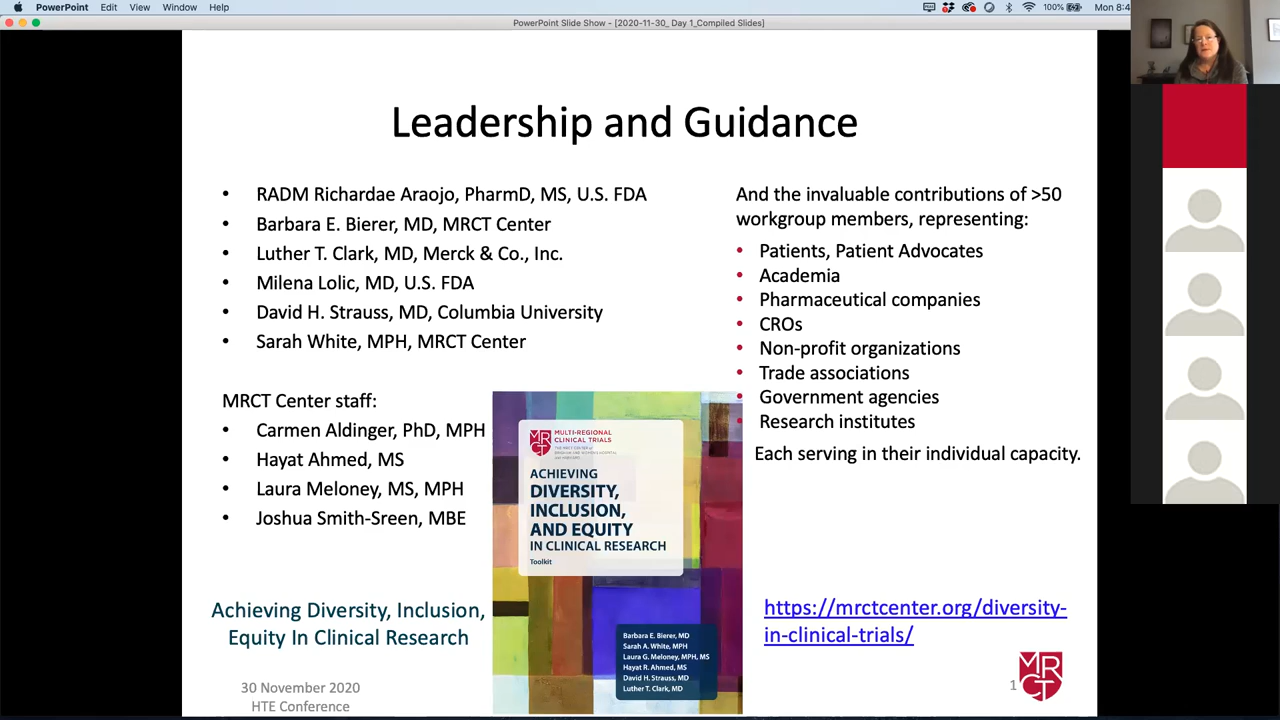 PowerPoint Edit View Window Help 100% Mon 8:4
PowerPoint Slide Show - [2020-11-30_ Day 1_Compiled Slides]
Leadership and Guidance
• RADM Richardae Araojo, PharmD, MS, U.S. FDA
• Barbara E. Bierer, MD, MRCT Center
• Luther T. Clark, MD, Merck & Co., Inc.
• Milena Lolic, MD, U.S. FDA
• David H. Strauss, MD, Columbia University
• Sarah White, MPH, MRCT Center
MRCT Center staff:
• Carmen Aldinger, PhD, MPH
• Hayat Ahmed, MS
• Laura Meloney, MS, MPH
• Joshua Smith-Sreen, MBE
And the invaluable contributions of >50
workgroup members, representing:
• Patients, Patient Advocates
• Academia
• Pharmaceutical companies
• CROs
• Non-profit organizations
• Trade associations
• Government agencies
• Research institutes
Each serving in their individual capacity.
MRCT
MULTI-REGIONAL
CLINICAL TRIALS
ACHIEVING
DIVERSITY,
INCLUSION,
AND EQUITY
IN CLINICAL RESEARCH
Toolkit
Barbara E. Bierer, MD
Sarah A. White, MPH
Laura G. Meloney, MPH, MS
Hayat R. Ahmed, MS
David H. Strauss, MD
Luther T. Clark, MD
Achieving Diversity, Inclusion,
Equity In Clinical Research
https://mrctcenter.org/diversity-
in-clinical-trials/
30 November 2020
HTE Conference
1
MRCT